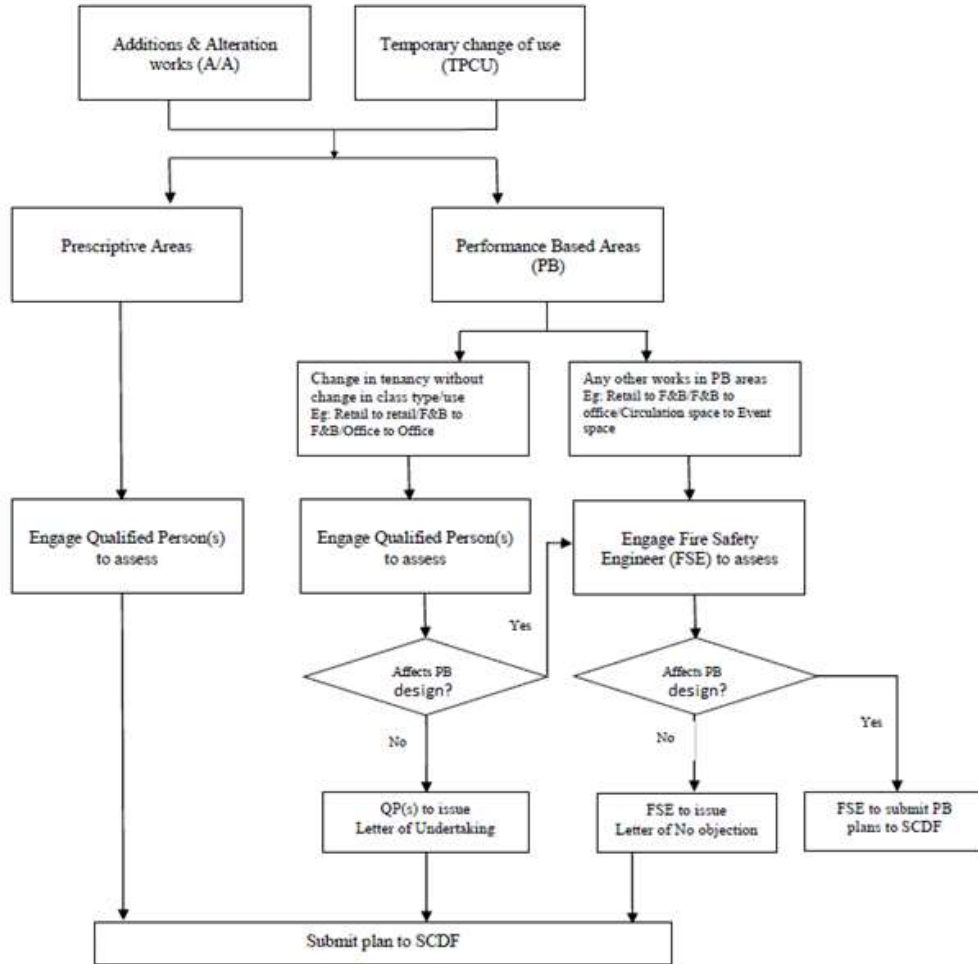 Additions & Alteration
works (A/A)
Temporary change of use
(TPCU)
Prescriptive Areas
Performance Based Areas
(PB)
Change in tenancy without
change in class type/use
Eg: Retail to retail/F&B to
F&B/Office to Office
Any other works in PB areas
Eg: Retail to F&B/F&B to
office/Circulation space to Event
space
Engage Qualified Person(s)
to assess
Engage Qualified Person(s)
to assess
Engage Fire Safety
Engineer (FSE) to assess
Yes
Affects PB
design?
Affects PB
design?
Yes
No
No
QP(s) to issue
Letter of Undertaking
FSE to issue
Letter of No objection
FSE to submit PB
plans to SCDF
Submit plan to SCDF